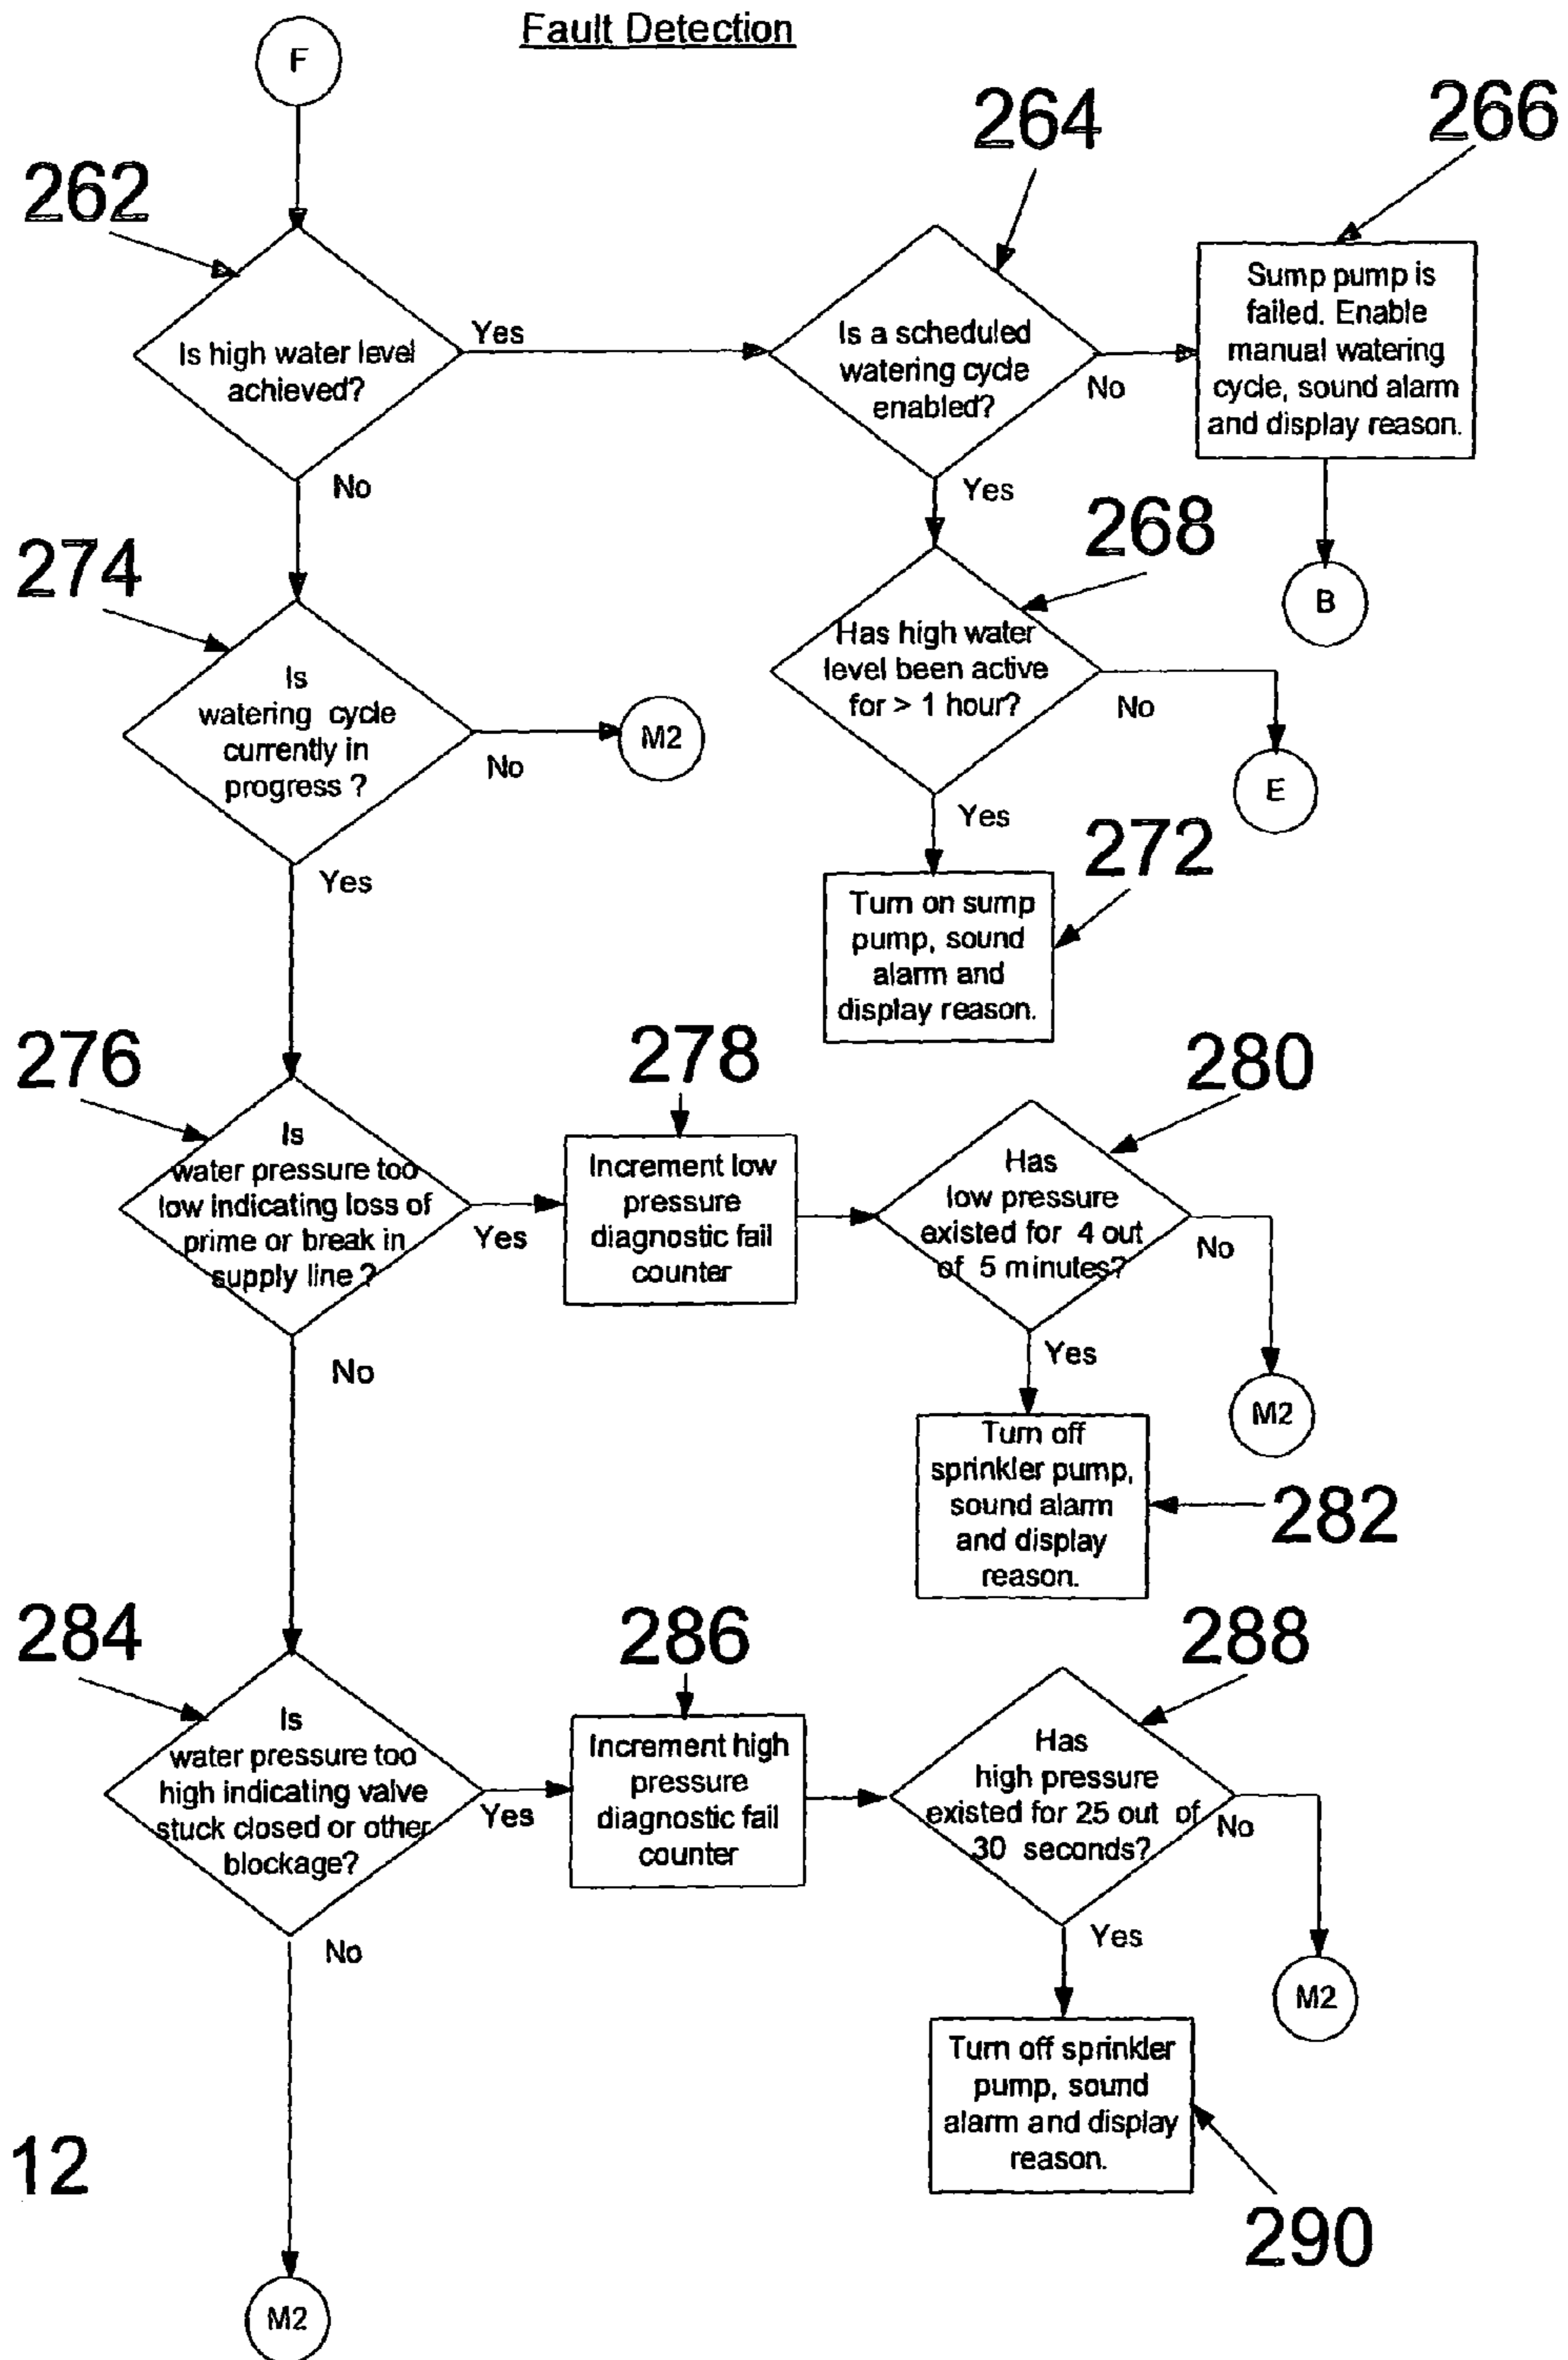 Fault Detection
F
264
266
262
Is high water level
achieved?
Yes
No
Is a scheduled
watering cycle
enabled?
No
Yes
Sump pump is
failed. Enable
manual watering
cycle, sound alarm
and display reason.
B
274
Is
watering cycle
currently in
progress ?
No
M2
Yes
268
Has high water
level been active
for > 1 hour?
No
E
Yes
272
Turn on sump
pump, sound
alarm and
display reason.
276
Is
water pressure too
low indicating loss of
prime or break in
supply line ?
Yes
No
278
Increment low
pressure
diagnostic fail
counter
280
Has
low pressure
existed for 4 out
of 5 minutes?
No
M2
Yes
Turn off
sprinkler pump,
sound alarm
and display
reason.
282
284
Is
water pressure too
high indicating valve
stuck closed or other
blockage?
Yes
No
286
Increment high
pressure
diagnostic fail
counter
288
Has
high pressure
existed for 25 out of
30 seconds?
No
M2
Yes
Turn off sprinkler
pump, sound
alarm and display
reason.
290
12
M2